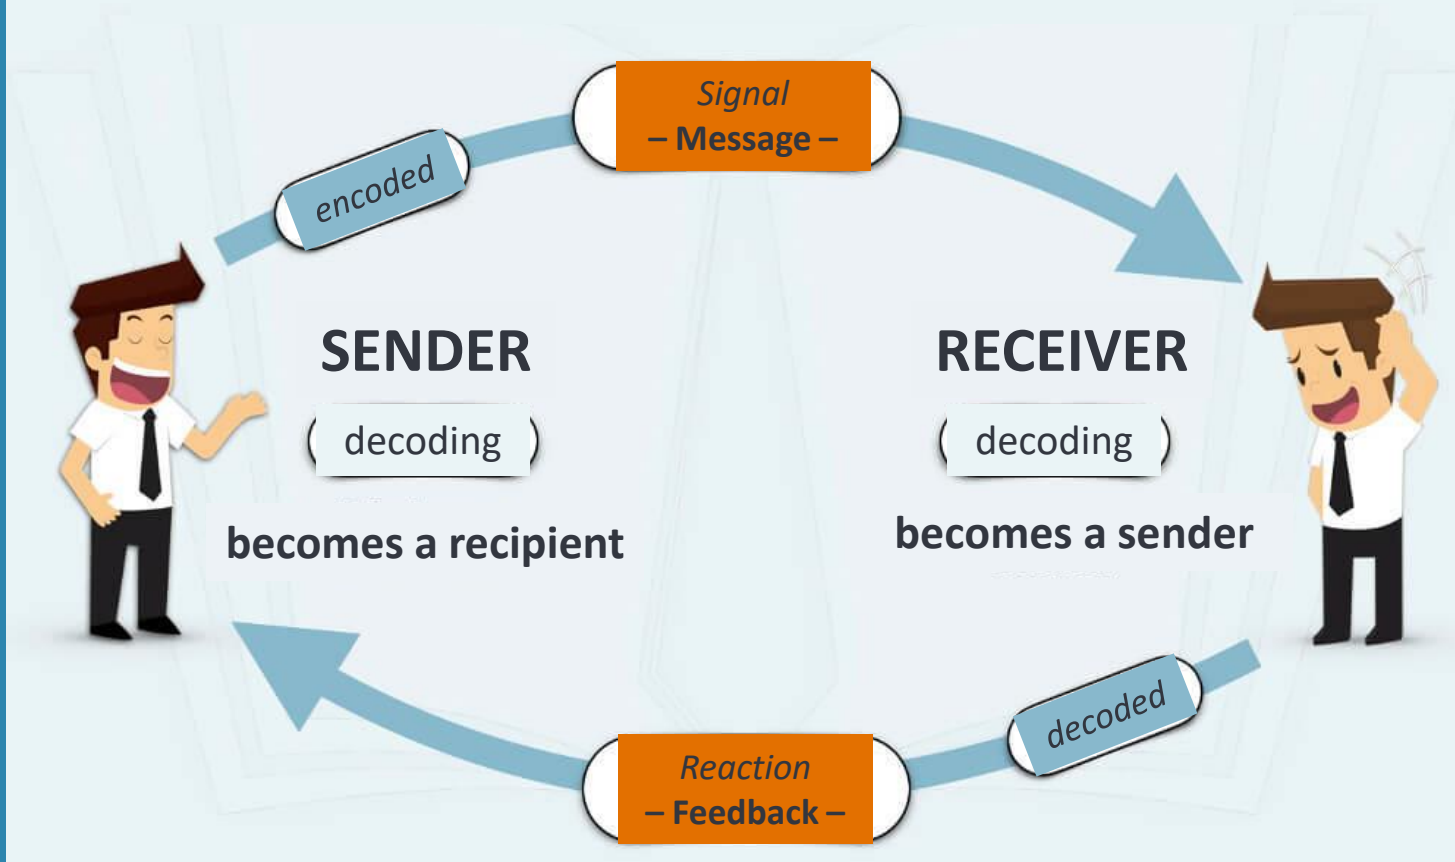 Signal
– Message –
encoded
SENDER
RECEIVER
decoding
decoding
becomes a recipient
becomes a sender
decoded
Reaction
– Feedback –